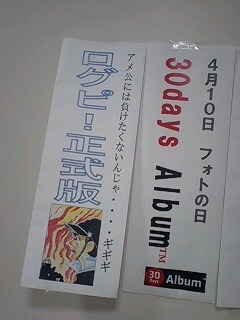 ４月１０日　フォトの日
30days Album™
30 days Album
アメ公には負けたくないんじゃ・・・・ギギギ
ログピ！正式版